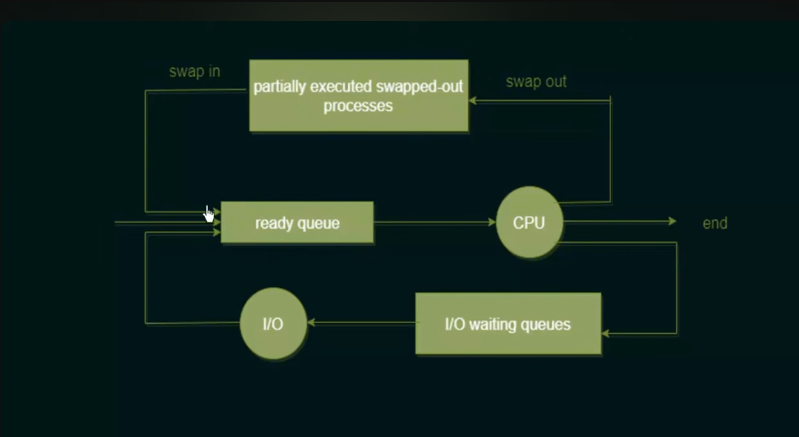 swap in
partially executed swapped-out
processes
swap out
ready queue
CPU
end
I/O
I/O waiting queues